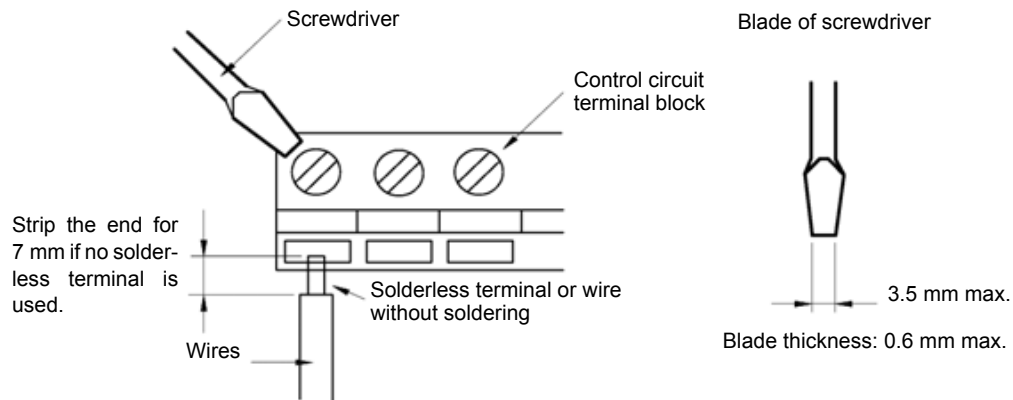 Screwdriver
Blade of screwdriver
Control circuit
terminal block
Strip the end for
7 mm if no solder-
less terminal is
used.
Solderless terminal or wire
without soldering
Wires
3.5 mm max.
Blade thickness: 0.6 mm max.